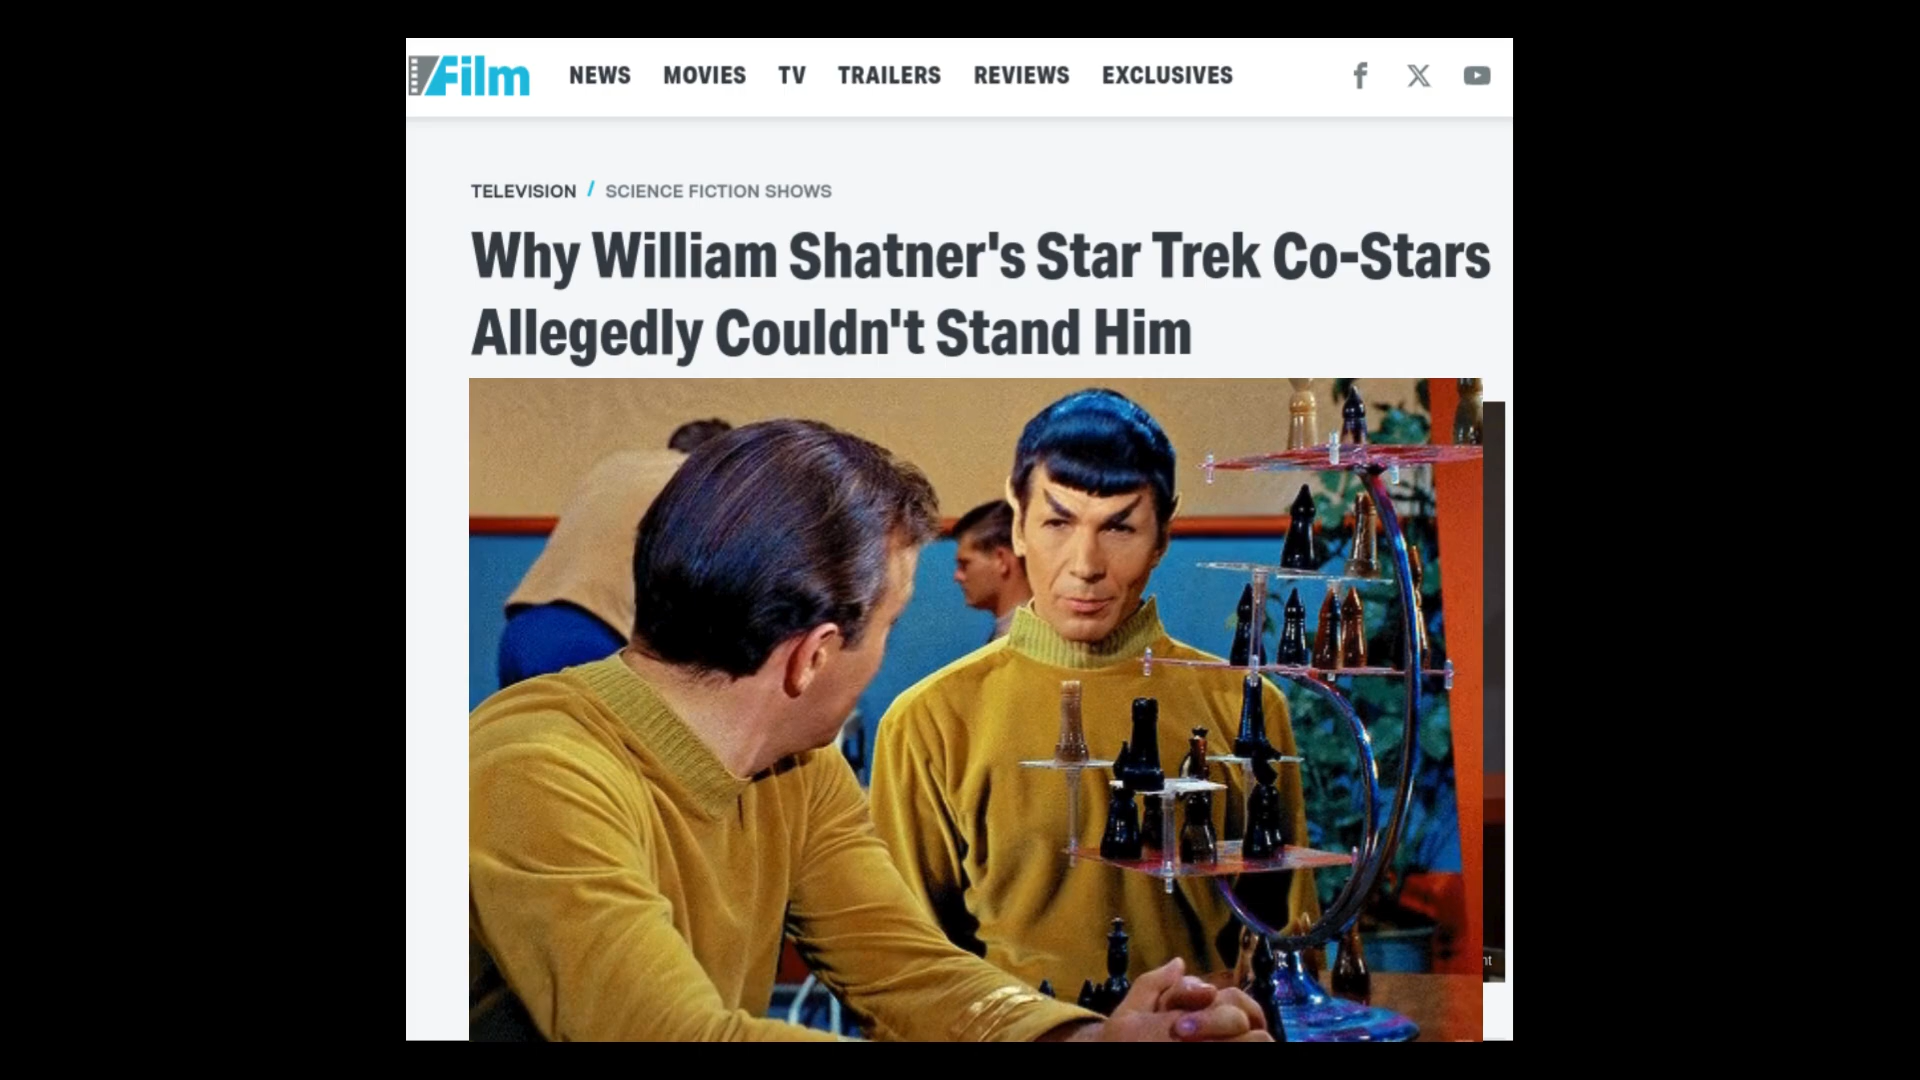 /Film NEWS MOVIES TV TRAILERS REVIEWS EXCLUSIVES
TELEVISION / SCIENCE FICTION SHOWS
Why William Shatner's Star Trek Co-Stars
Allegedly Couldn't Stand Him